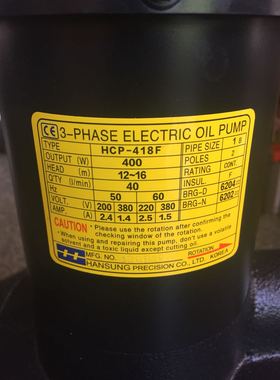 CE 3-PHASE ELECTRIC OIL PUMP
TYPE HCP-418F PIPE SIZE 1B
OUTPUT (W) 400 POLES 2
HEAD (m) 12~16 RATING CONT.
Q'TY (l/min) 40 INSUL. F
Hz 50 60 BRG-D 6204
VOLT. (V) 200 380 220 380 BRG-N 6202
AMP. (A) 2.4 1.4 2.5 1.5
CAUTION * Please use the rotation after confirming the
checking window of the rotation.
* When using and repairing this pump, don't use a volatile
solvent and a toxic liquid except cutting oil.
MFG. NO. ROTATION
HANSUNG PRECISION CO., LTD. KOREA